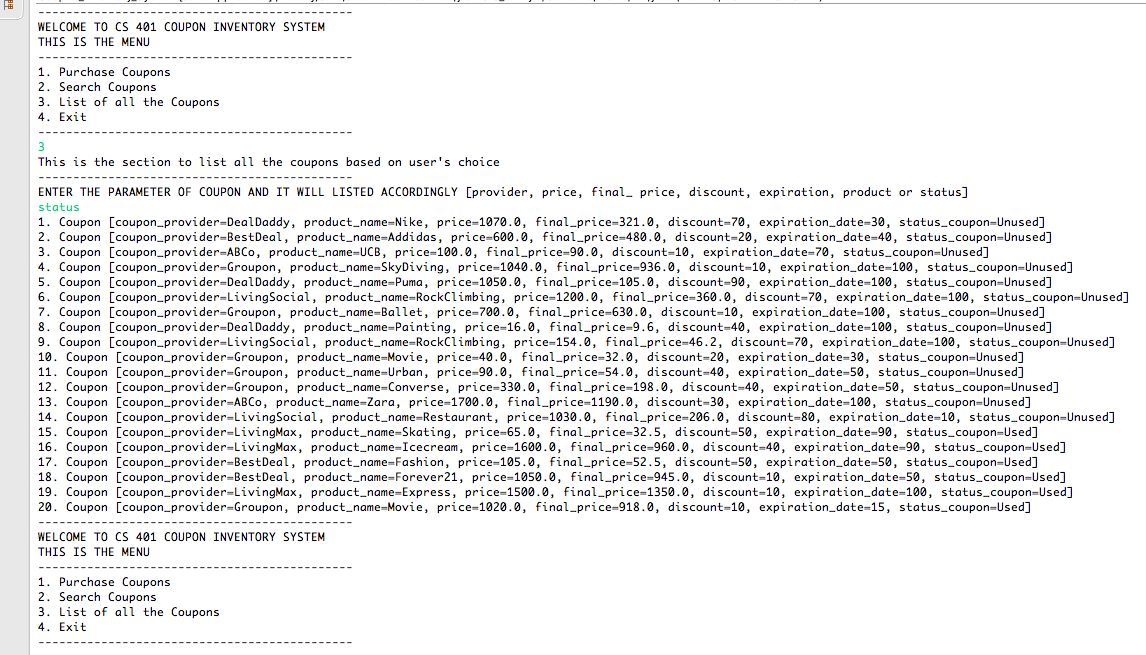 ---------------------------------------------
WELCOME TO CS 401 COUPON INVENTORY SYSTEM
THIS IS THE MENU
---------------------------------------------
1. Purchase Coupons
2. Search Coupons
3. List of all the Coupons
4. Exit
---------------------------------------------
3
This is the section to list all the coupons based on user's choice
---------------------------------------------
ENTER THE PARAMETER OF COUPON AND IT WILL LISTED ACCORDINGLY [provider, price, final_ price, discount, expiration, product or status]
status
1. Coupon [coupon_provider=DealDaddy, product_name=Nike, price=1070.0, final_price=321.0, discount=70, expiration_date=30, status_coupon=Unused]
2. Coupon [coupon_provider=BestDeal, product_name=Addidas, price=600.0, final_price=480.0, discount=20, expiration_date=40, status_coupon=Unused]
3. Coupon [coupon_provider=ABCo, product_name=UCB, price=100.0, final_price=90.0, discount=10, expiration_date=70, status_coupon=Unused]
4. Coupon [coupon_provider=Groupon, product_name=SkyDiving, price=1040.0, final_price=936.0, discount=10, expiration_date=100, status_coupon=Unused]
5. Coupon [coupon_provider=DealDaddy, product_name=Puma, price=1050.0, final_price=105.0, discount=90, expiration_date=100, status_coupon=Unused]
6. Coupon [coupon_provider=LivingSocial, product_name=RockClimbing, price=1200.0, final_price=360.0, discount=70, expiration_date=100, status_coupon=Unused]
7. Coupon [coupon_provider=Groupon, product_name=Ballet, price=700.0, final_price=630.0, discount=10, expiration_date=100, status_coupon=Unused]
8. Coupon [coupon_provider=DealDaddy, product_name=Painting, price=16.0, final_price=9.6, discount=40, expiration_date=100, status_coupon=Unused]
9. Coupon [coupon_provider=LivingSocial, product_name=RockClimbing, price=154.0, final_price=46.2, discount=70, expiration_date=100, status_coupon=Unused]
10. Coupon [coupon_provider=Groupon, product_name=Movie, price=40.0, final_price=32.0, discount=20, expiration_date=30, status_coupon=Unused]
11. Coupon [coupon_provider=Groupon, product_name=Urban, price=90.0, final_price=54.0, discount=40, expiration_date=50, status_coupon=Unused]
12. Coupon [coupon_provider=Groupon, product_name=Converse, price=330.0, final_price=198.0, discount=40, expiration_date=50, status_coupon=Unused]
13. Coupon [coupon_provider=ABCo, product_name=Zara, price=1700.0, final_price=1190.0, discount=30, expiration_date=100, status_coupon=Unused]
14. Coupon [coupon_provider=LivingSocial, product_name=Restaurant, price=1030.0, final_price=206.0, discount=80, expiration_date=10, status_coupon=Unused]
15. Coupon [coupon_provider=LivingMax, product_name=Skating, price=65.0, final_price=32.5, discount=50, expiration_date=90, status_coupon=Used]
16. Coupon [coupon_provider=LivingMax, product_name=Icecream, price=1600.0, final_price=960.0, discount=40, expiration_date=90, status_coupon=Used]
17. Coupon [coupon_provider=BestDeal, product_name=Fashion, price=105.0, final_price=52.5, discount=50, expiration_date=50, status_coupon=Used]
18. Coupon [coupon_provider=BestDeal, product_name=Forever21, price=1050.0, final_price=945.0, discount=10, expiration_date=50, status_coupon=Used]
19. Coupon [coupon_provider=LivingMax, product_name=Express, price=1500.0, final_price=1350.0, discount=10, expiration_date=100, status_coupon=Used]
20. Coupon [coupon_provider=Groupon, product_name=Movie, price=1020.0, final_price=918.0, discount=10, expiration_date=15, status_coupon=Used]
---------------------------------------------
WELCOME TO CS 401 COUPON INVENTORY SYSTEM
THIS IS THE MENU
---------------------------------------------
1. Purchase Coupons
2. Search Coupons
3. List of all the Coupons
4. Exit
---------------------------------------------